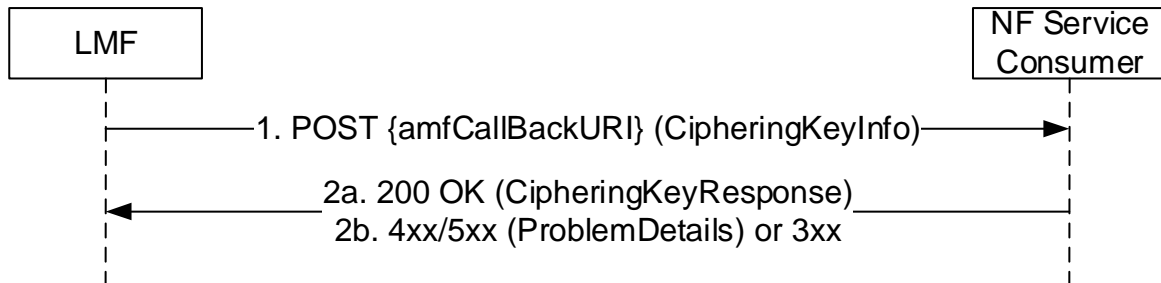 LMF
NF Service
Consumer
1. POST {amfCallBackURI} (CipheringKeyInfo)
2a. 200 OK (CipheringKeyResponse)
2b. 4xx/5xx (ProblemDetails) or 3xx